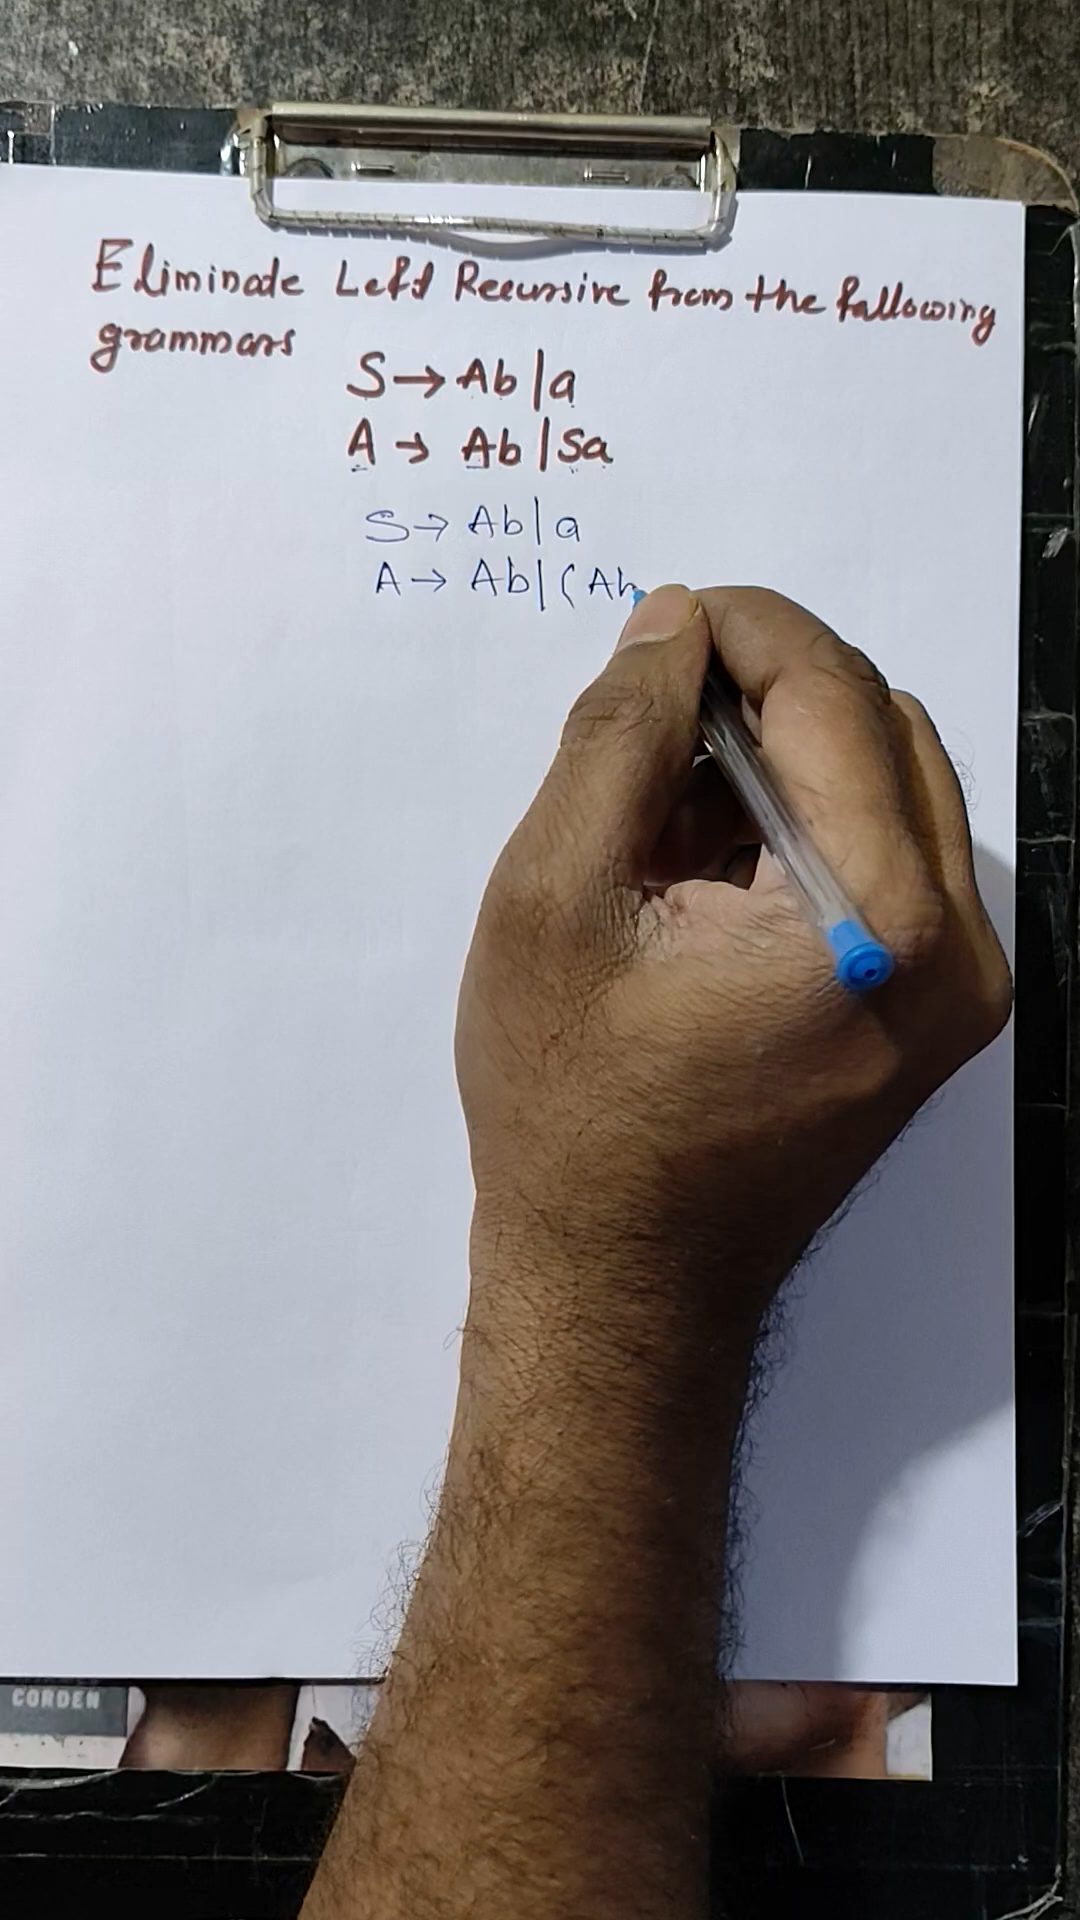 Eliminate Left Recursive from the following
grammars
S → Ab | a
A → Ab | Sa
S → Ab | a
A → Ab | ( Ab
CORDEN